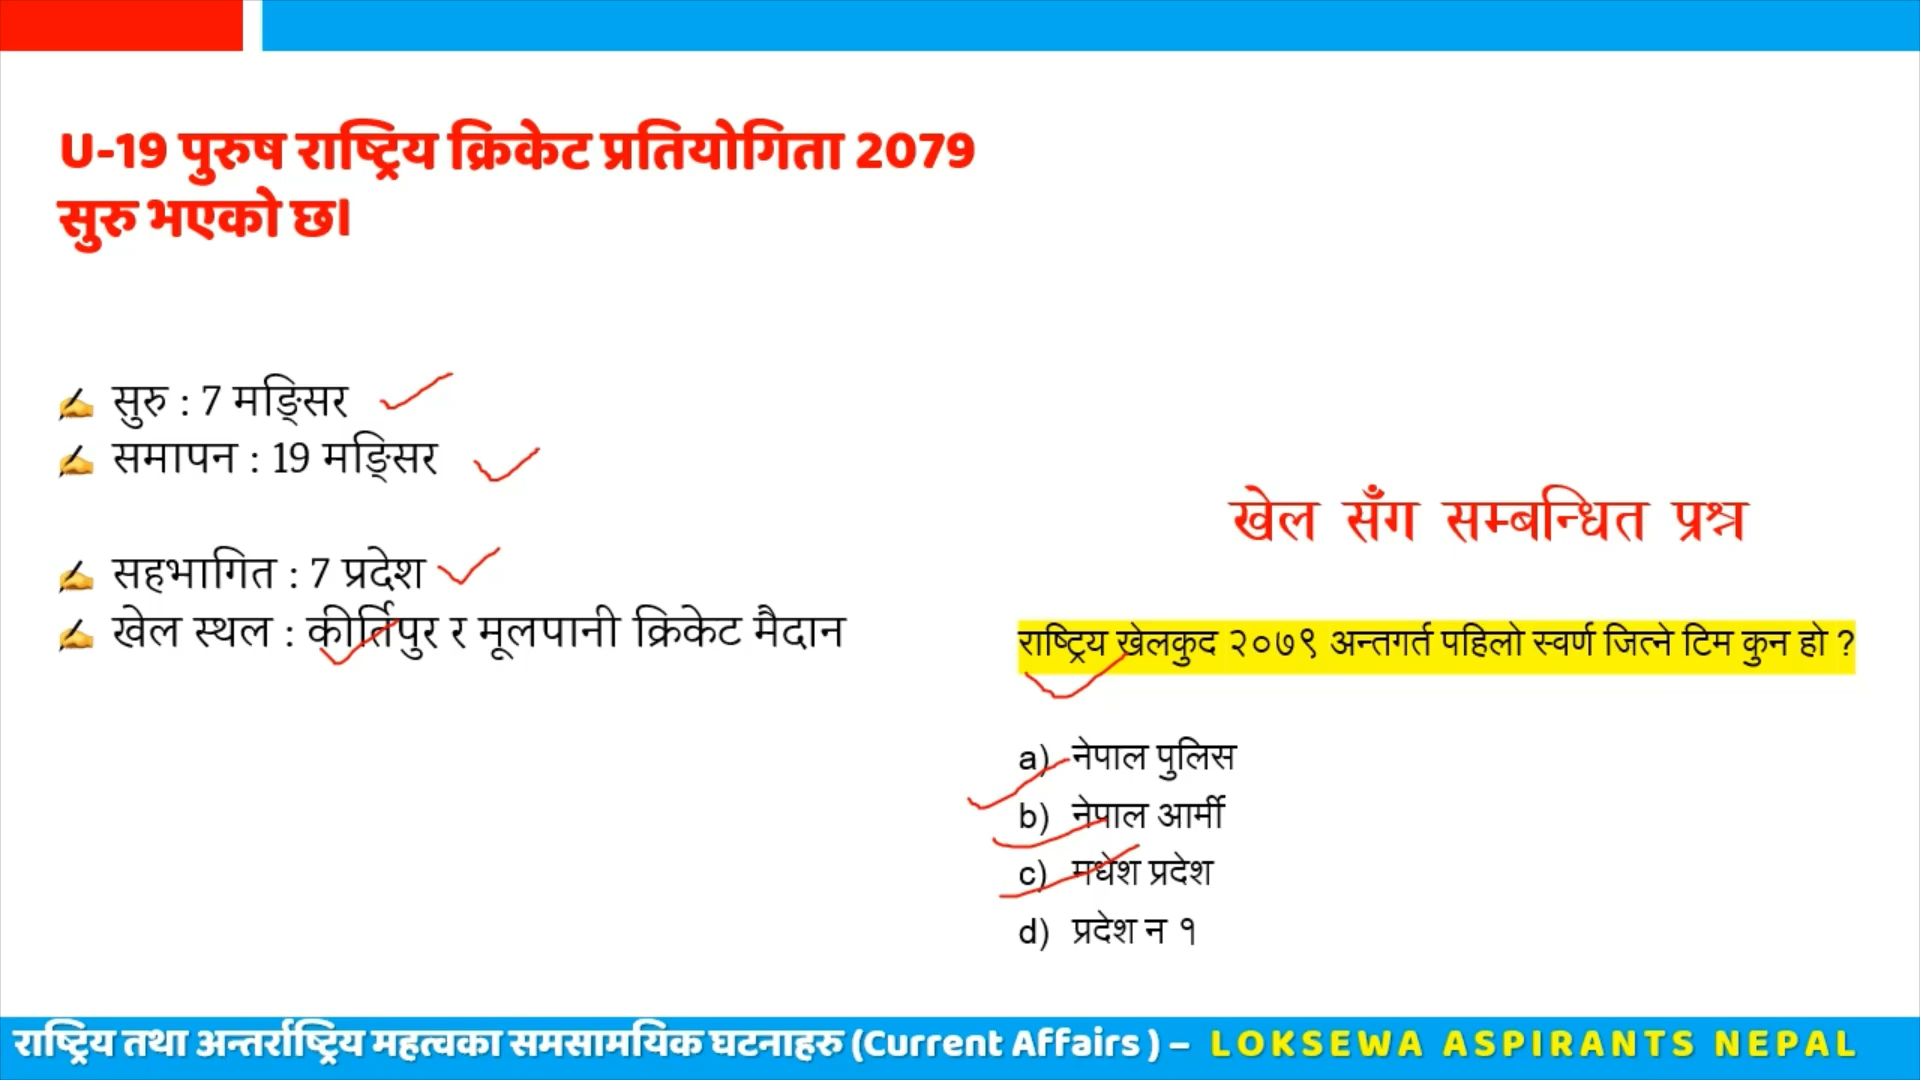 U-19 पुरुष राष्ट्रिय क्रिकेट प्रतियोगिता 2079
सुरु भएको छ।
✍ सुरु : 7 मङ्सिर
✍ समापन : 19 मङ्सिर
✍ सहभागित : 7 प्रदेश
✍ खेल स्थल : कीर्तिपुर र मूलपानी क्रिकेट मैदान
खेल सँग सम्बन्धित प्रश्न
राष्ट्रिय खेलकुद २०७९ अन्तगर्त पहिलो स्वर्ण जित्ने टिम कुन हो ?
a) नेपाल पुलिस
b) नेपाल आर्मी
c) मधेश प्रदेश
d) प्रदेश न १
राष्ट्रिय तथा अन्तर्राष्ट्रिय महत्वका समसामयिक घटनाहरु (Current Affairs ) – LOKSEWA ASPIRANTS NEPAL